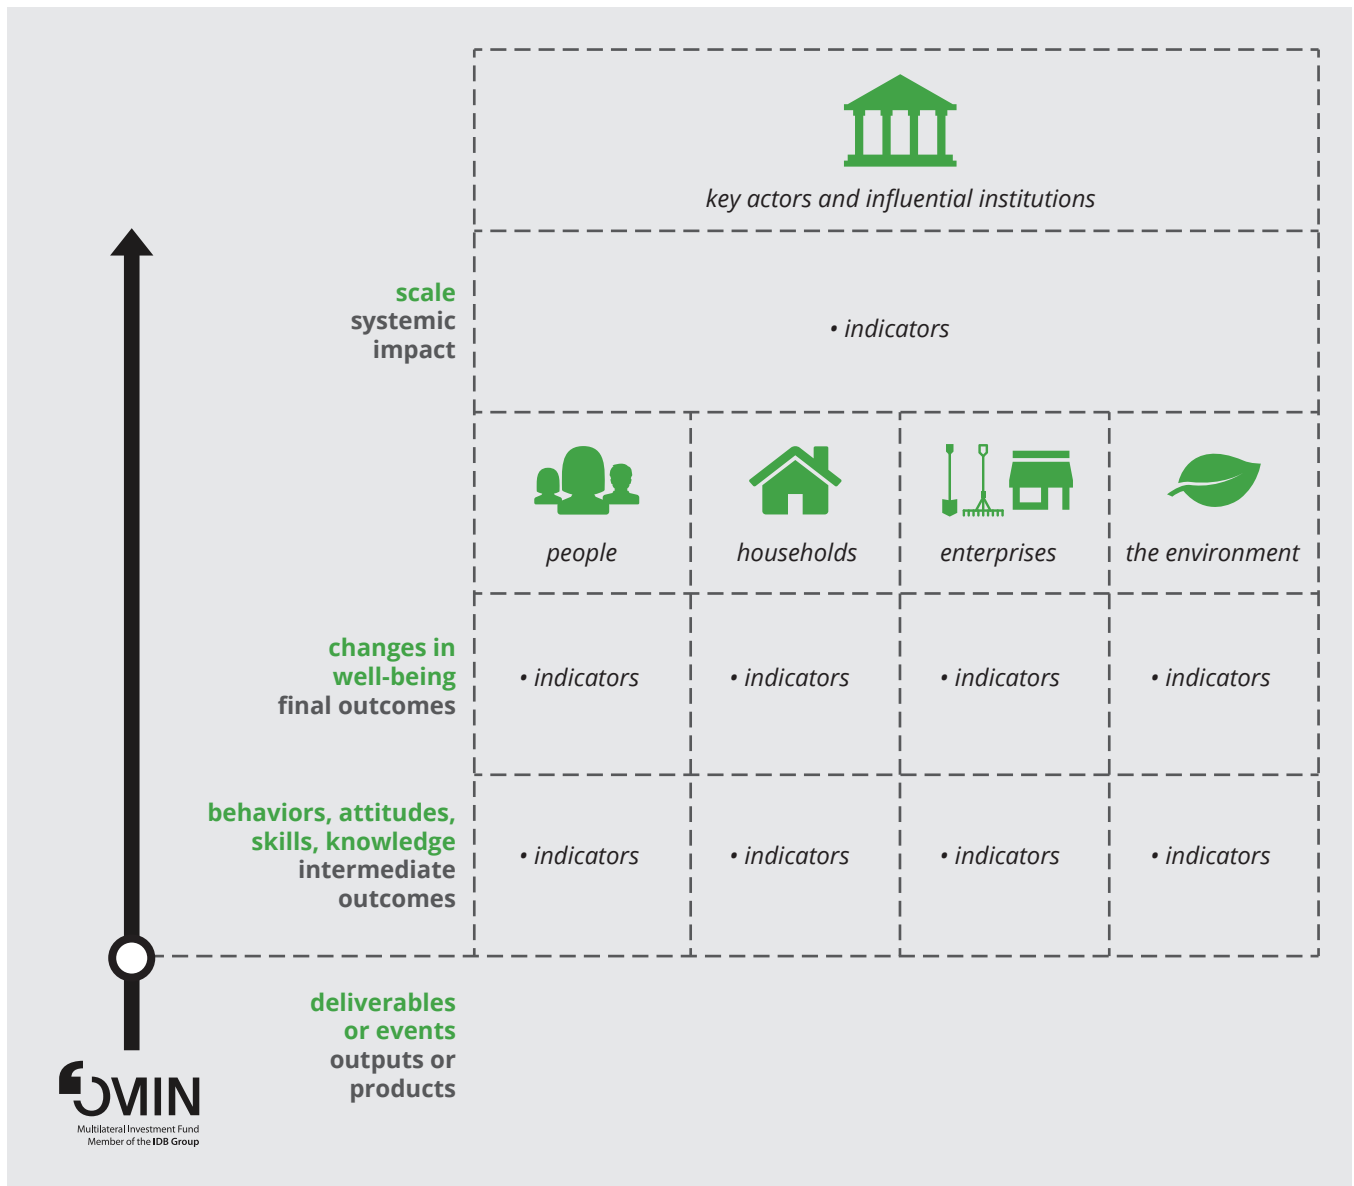 key actors and influential institutions
scale
systemic
impact
• indicators
people
households
enterprises
the environment
changes in
well-being
final outcomes
• indicators
• indicators
• indicators
• indicators
behaviors, attitudes,
skills, knowledge
intermediate
outcomes
• indicators
• indicators
• indicators
• indicators
deliverables
or events
outputs or
products
OMIN
Multilateral Investment Fund
Member of the IDB Group